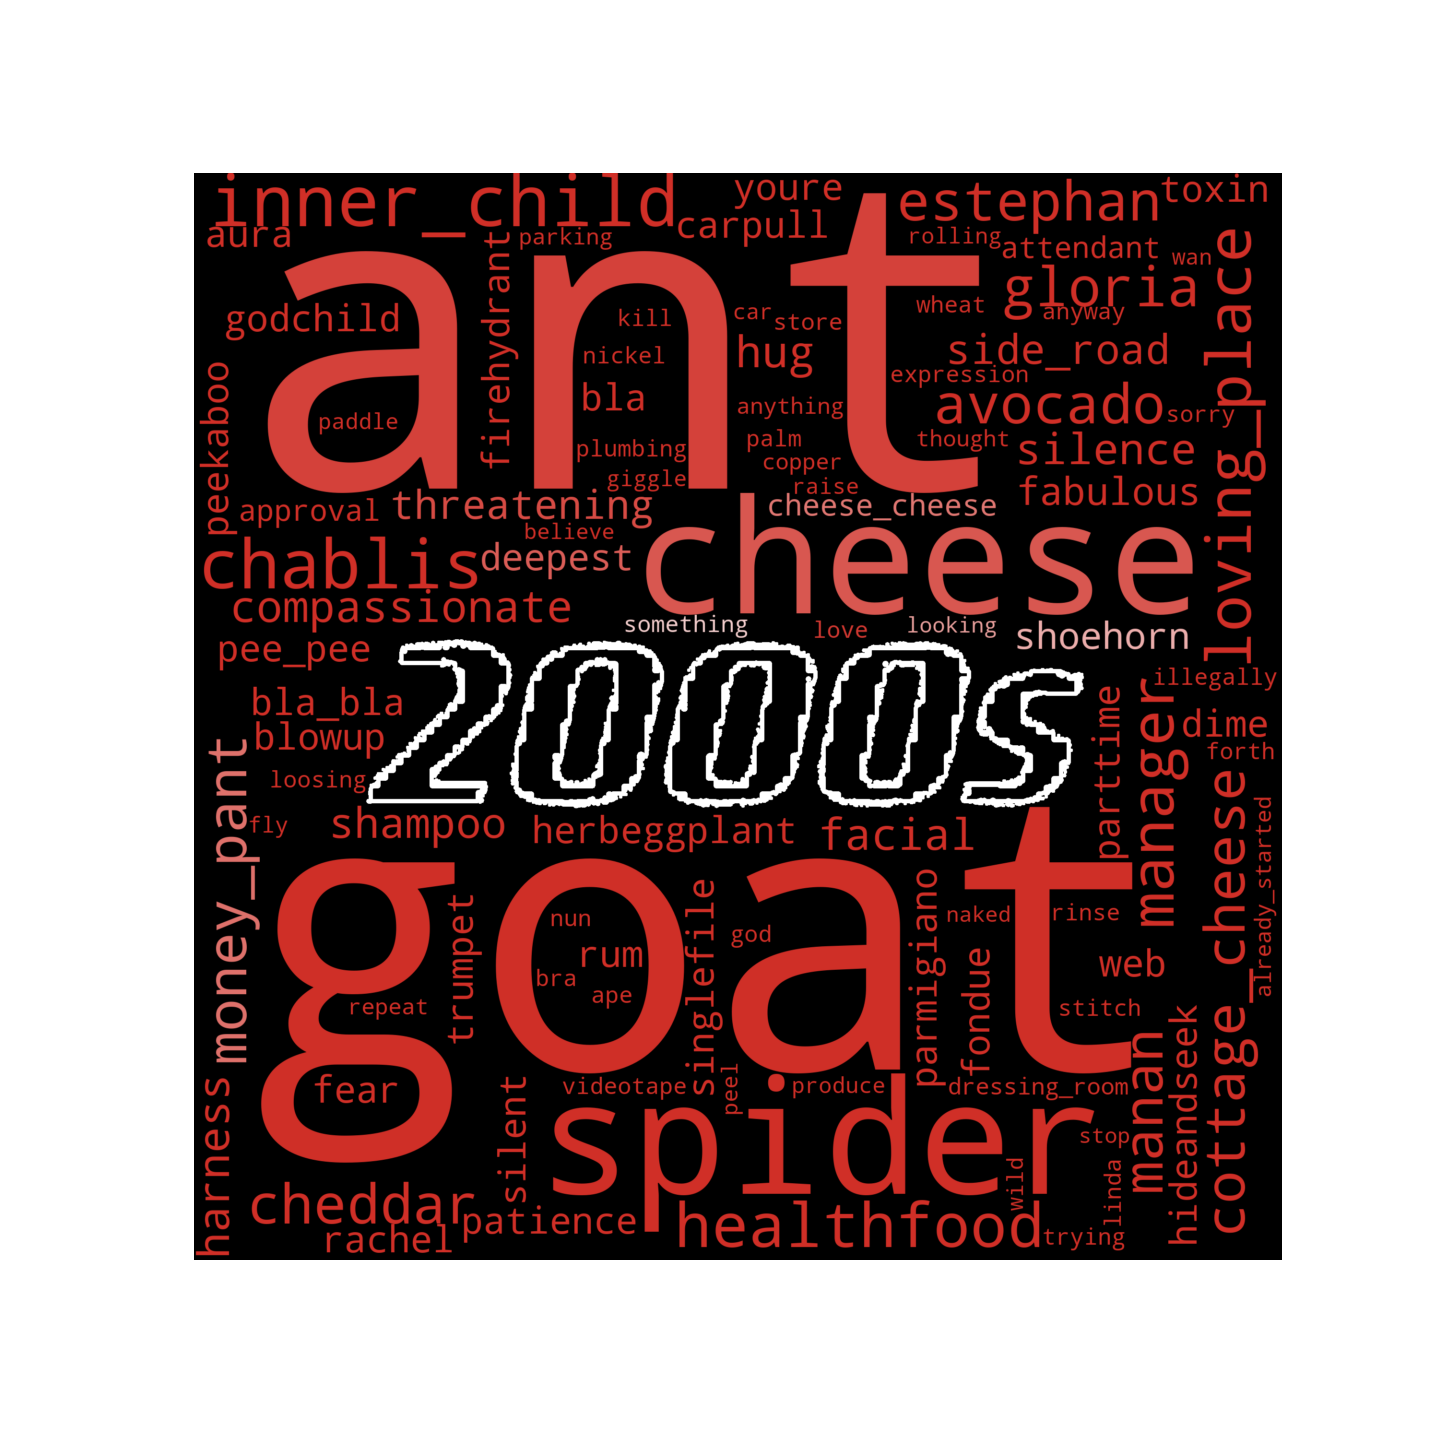 inner_child
youre
estephan
toxin
aura
carpull
parking
rolling
attendant
wan
ant
firehydrant
gloria
godchild
kill
car
store
wheat
anyway
loving_place
nickel
hug
side_road
peekaboo
bla
expression
avocado
paddle
anything
sorry
plumbing
palm
thought
silence
giggle
copper
raise
fabulous
approval
threatening
cheese_cheese
believe
chablis
deepest
cheese
compassionate
something
love
looking
shoehorn
pee_pee
2000s
illegally
bla_bla
parttime
manager
dime
blowup
forth
loosing
money_pant
fly
shampoo
herbeggplant
facial
cottage_cheese
already_started
goat
trumpet
nun
singlefile
god
parmigiano
naked
rinse
rum
fondue
web
bra
ape
repeat
stitch
fear
silent
videotape
peel
produce
dressing_room
manan
hideandseek
harness
spider
stop
wild
linda
cheddar
patience
healthfood
trying
rachel